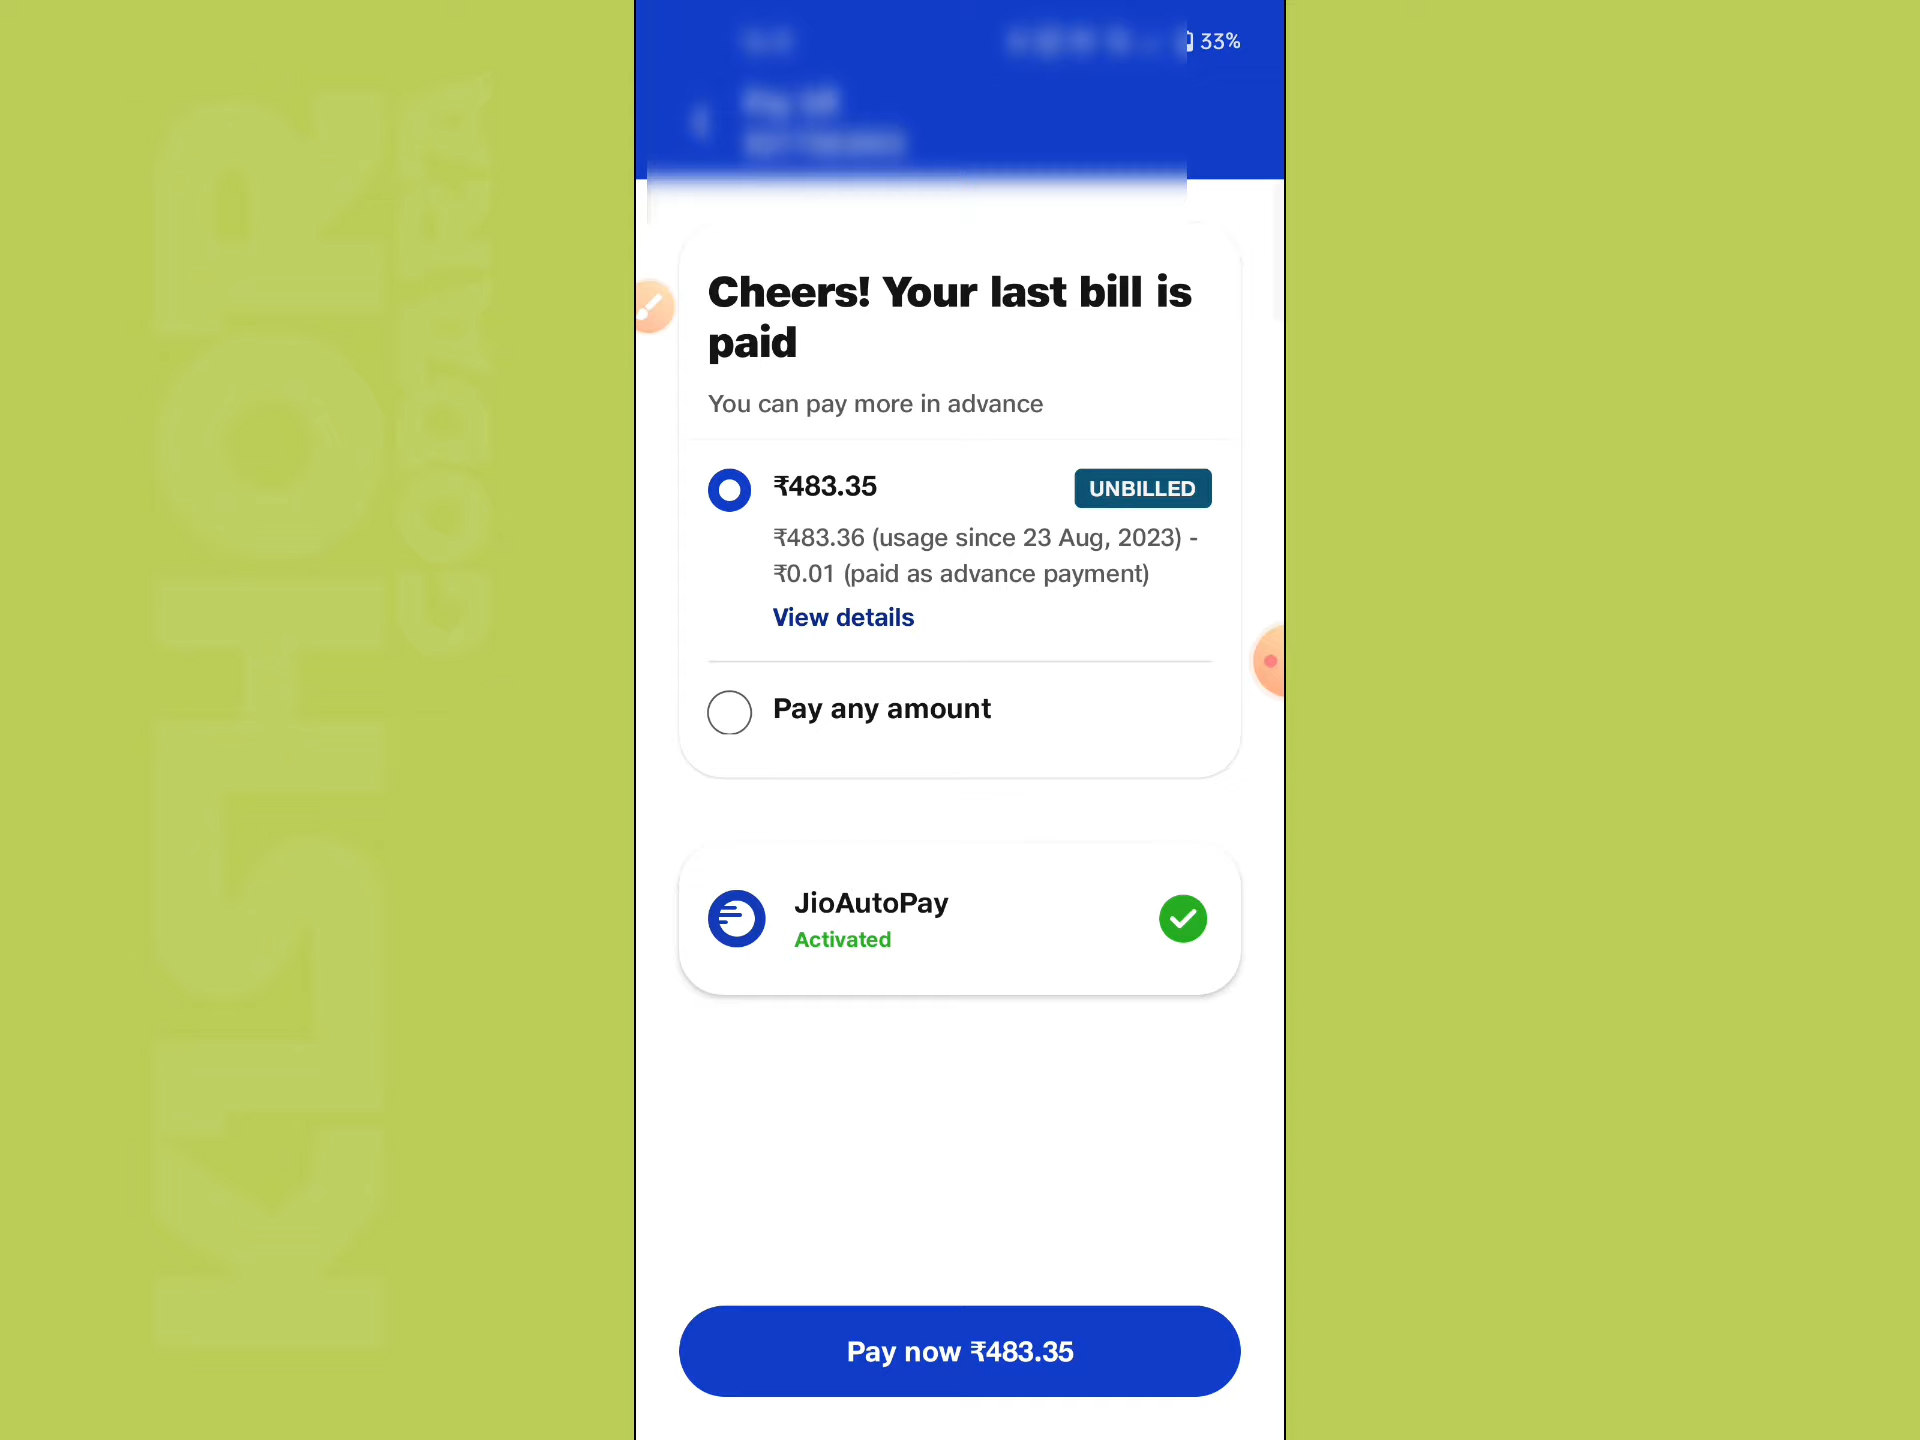 KISHOR
GODARA
33%
Cheers! Your last bill is
paid
You can pay more in advance
₹483.35
UNBILLED
₹483.36 (usage since 23 Aug, 2023) -
₹0.01 (paid as advance payment)
View details
Pay any amount
JioAutoPay
Activated
Pay now ₹483.35